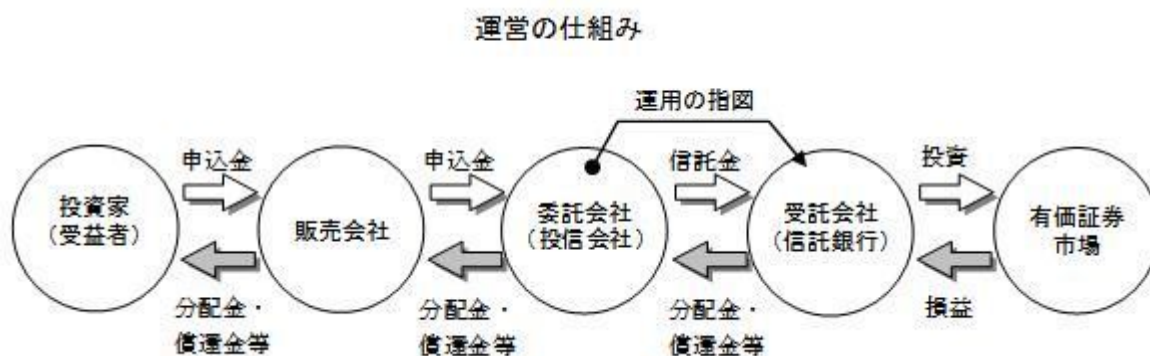 運営の仕組み
運用の指図
申込金
申込金
信託金
投資
投資家
（受益者）
販売会社
委託会社
（投信会社）
受託会社
（信託銀行）
有価証券
市場
分配金・
償還金等
分配金・
償還金等
分配金・
償還金等
損益